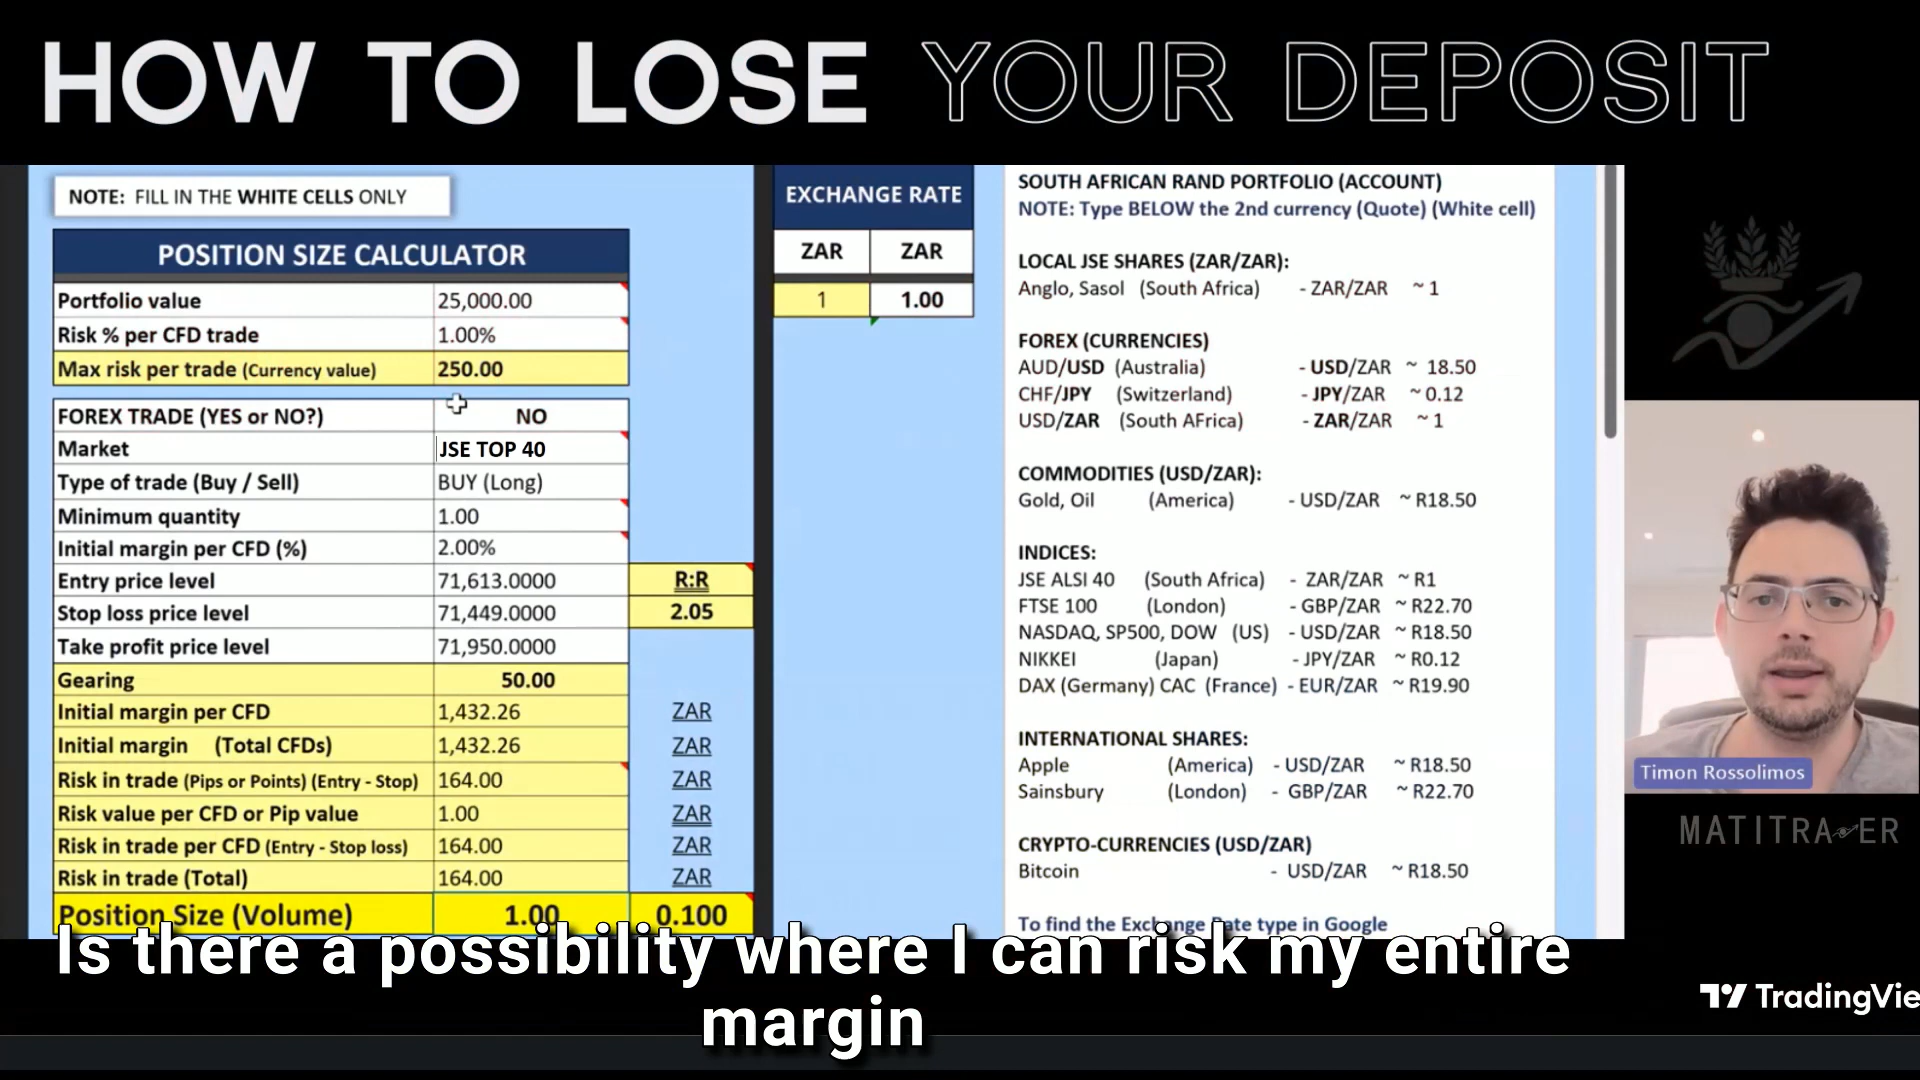 HOW TO LOSE YOUR DEPOSIT
NOTE: FILL IN THE WHITE CELLS ONLY
POSITION SIZE CALCULATOR
Portfolio value 25,000.00
Risk % per CFD trade 1.00%
Max risk per trade (Currency value) 250.00
FOREX TRADE (YES or NO?) NO
Market JSE TOP 40
Type of trade (Buy / Sell) BUY (Long)
Minimum quantity 1.00
Initial margin per CFD (%) 2.00%
Entry price level 71,613.0000 R:R
Stop loss price level 71,449.0000 2.05
Take profit price level 71,950.0000
Gearing 50.00
Initial margin per CFD 1,432.26 ZAR
Initial margin (Total CFDs) 1,432.26 ZAR
Risk in trade (Pips or Points) (Entry - Stop) 164.00 ZAR
Risk value per CFD or Pip value 1.00 ZAR
Risk in trade per CFD (Entry - Stop loss) 164.00 ZAR
Risk in trade (Total) 164.00 ZAR
Position Size (Volume) 1.00 0.100
EXCHANGE RATE
ZAR ZAR
1 1.00
SOUTH AFRICAN RAND PORTFOLIO (ACCOUNT)
NOTE: Type BELOW the 2nd currency (Quote) (White cell)
LOCAL JSE SHARES (ZAR/ZAR):
Anglo, Sasol (South Africa) - ZAR/ZAR ~ 1
FOREX (CURRENCIES)
AUD/USD (Australia) - USD/ZAR ~ 18.50
CHF/JPY (Switzerland) - JPY/ZAR ~ 0.12
USD/ZAR (South AFrica) - ZAR/ZAR ~ 1
COMMODITIES (USD/ZAR):
Gold, Oil (America) - USD/ZAR ~ R18.50
INDICES:
JSE ALSI 40 (South Africa) - ZAR/ZAR ~ R1
FTSE 100 (London) - GBP/ZAR ~ R22.70
NASDAQ, SP500, DOW (US) - USD/ZAR ~ R18.50
NIKKEI (Japan) - JPY/ZAR ~ R0.12
DAX (Germany) CAC (France) - EUR/ZAR ~ R19.90
INTERNATIONAL SHARES:
Apple (America) - USD/ZAR ~ R18.50
Sainsbury (London) - GBP/ZAR ~ R22.70
CRYPTO-CURRENCIES (USD/ZAR)
Bitcoin - USD/ZAR ~ R18.50
To find the Exchange Rate type in Google
Timon Rossolimos
MATITRADER
Is there a possibility where I can risk my entire
margin
TradingVie